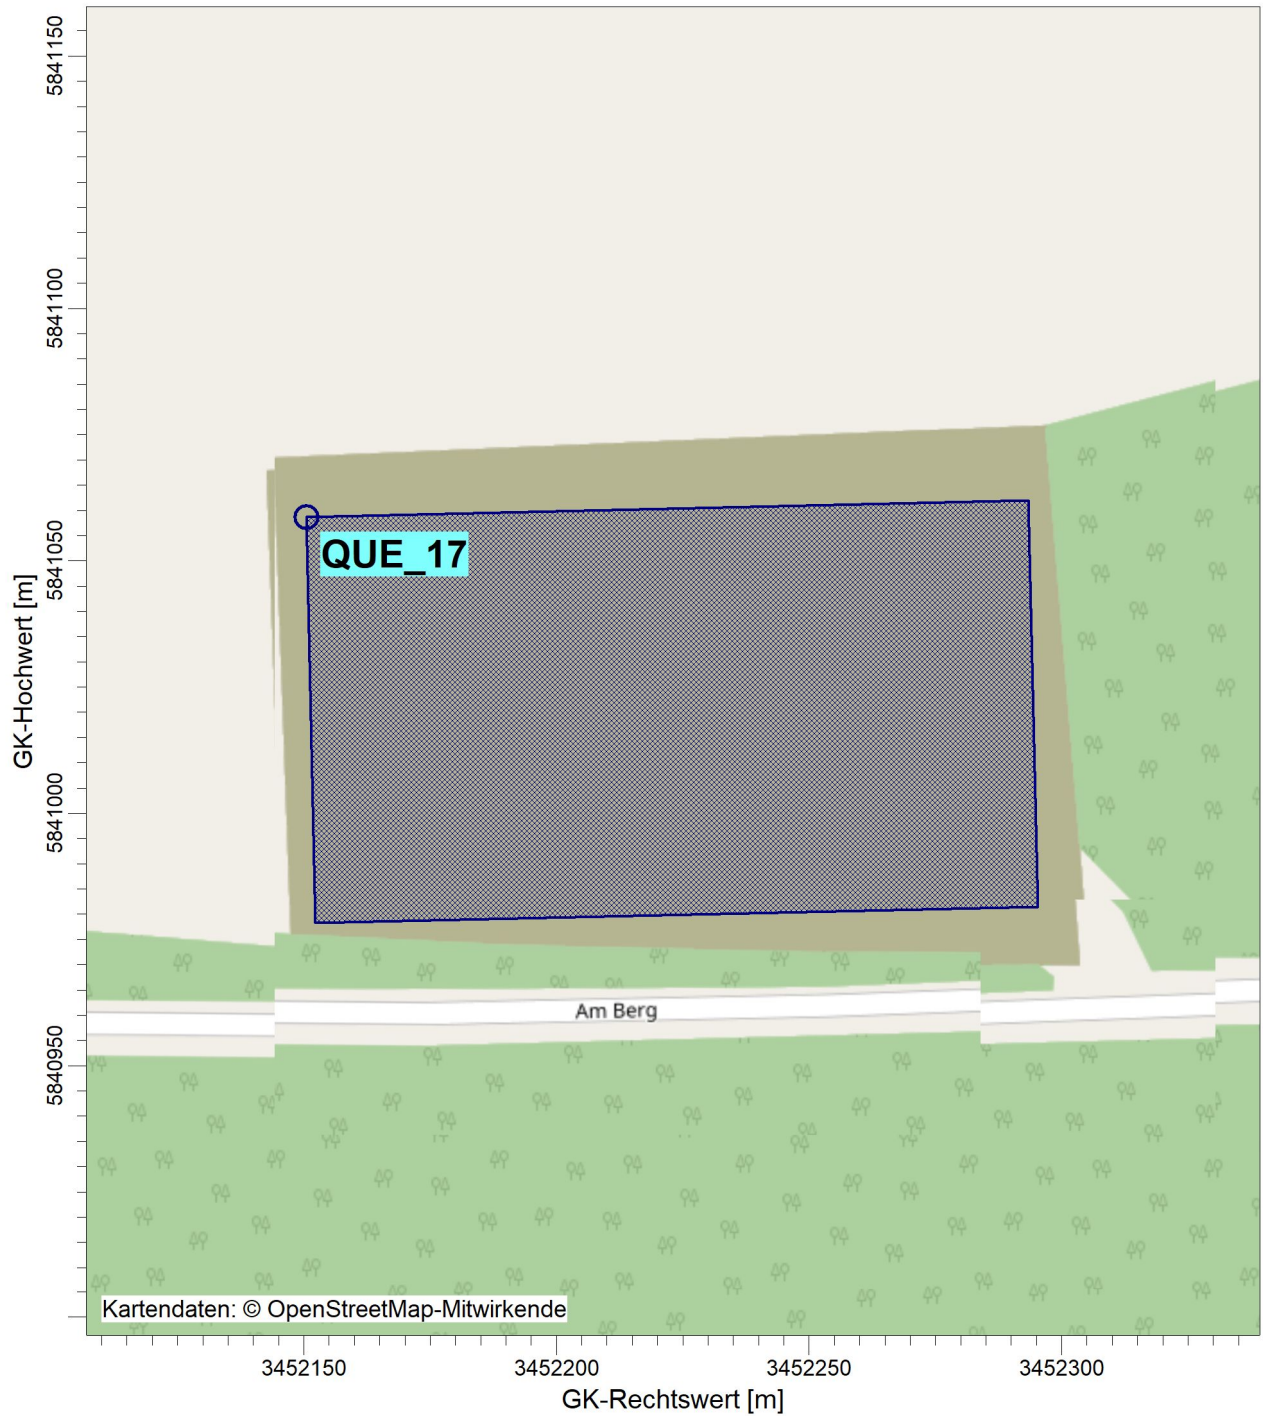 5841150
5841100
5841050
5841000
5840950
GK-Hochwert [m]
QUE_17
Am Berg
Kartendaten: © OpenStreetMap-Mitwirkende
3452150 3452200 3452250 3452300
GK-Rechtswert [m]